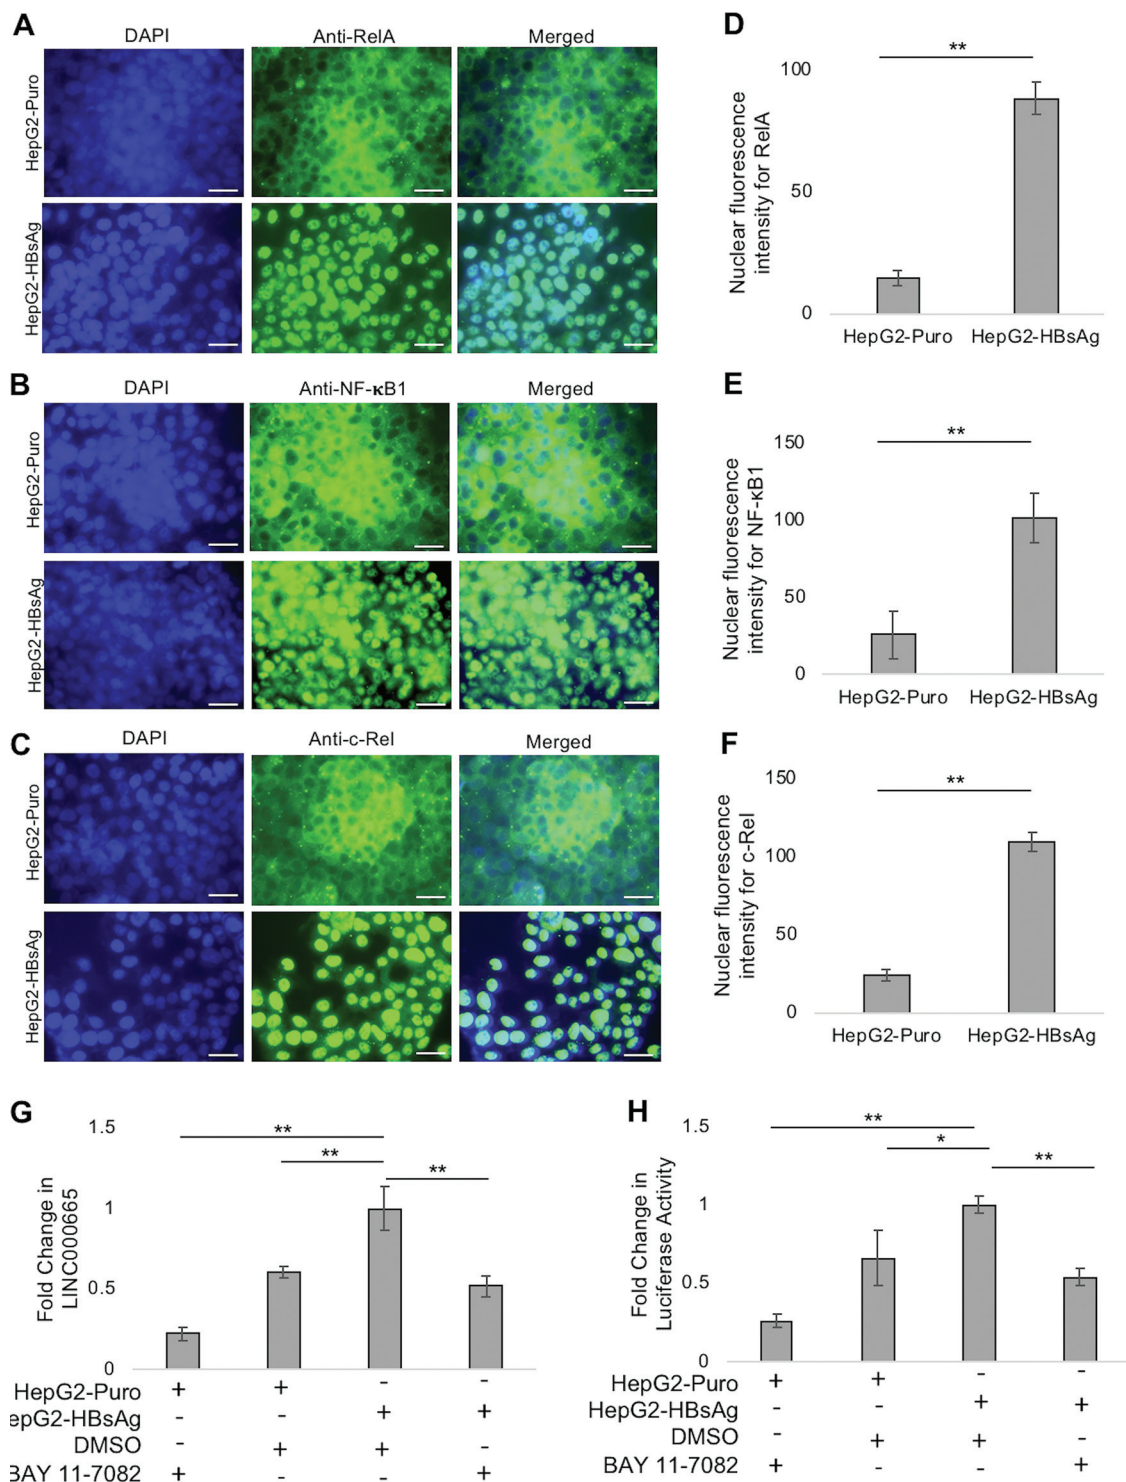 A
DAPI
Anti-RelA
Merged
HepG2-Puro
HepG2-HBsAg
B
DAPI
Anti-NF-κB1
Merged
HepG2-Puro
HepG2-HBsAg
C
DAPI
Anti-c-Rel
Merged
HepG2-Puro
HepG2-HBsAg
D
Nuclear fluorescence
intensity for RelA
100
50
0
**
HepG2-Puro HepG2-HBsAg
E
Nuclear fluorescence
intensity for NF-κB1
150
100
50
0
**
HepG2-Puro HepG2-HBsAg
F
Nuclear fluorescence
intensity for c-Rel
150
100
50
0
**
HepG2-Puro HepG2-HBsAg
G
Fold Change in
LINC000665
1.5
1
0.5
0
**
**
**
HepG2-Puro + + - -
epG2-HBsAg - - + +
DMSO - + + -
BAY 11-7082 + - - +
H
Fold Change in
Luciferase Activity
1.5
1
0.5
0
**
*
**
HepG2-Puro + + - -
HepG2-HBsAg - - + +
DMSO - + + -
BAY 11-7082 + - - +